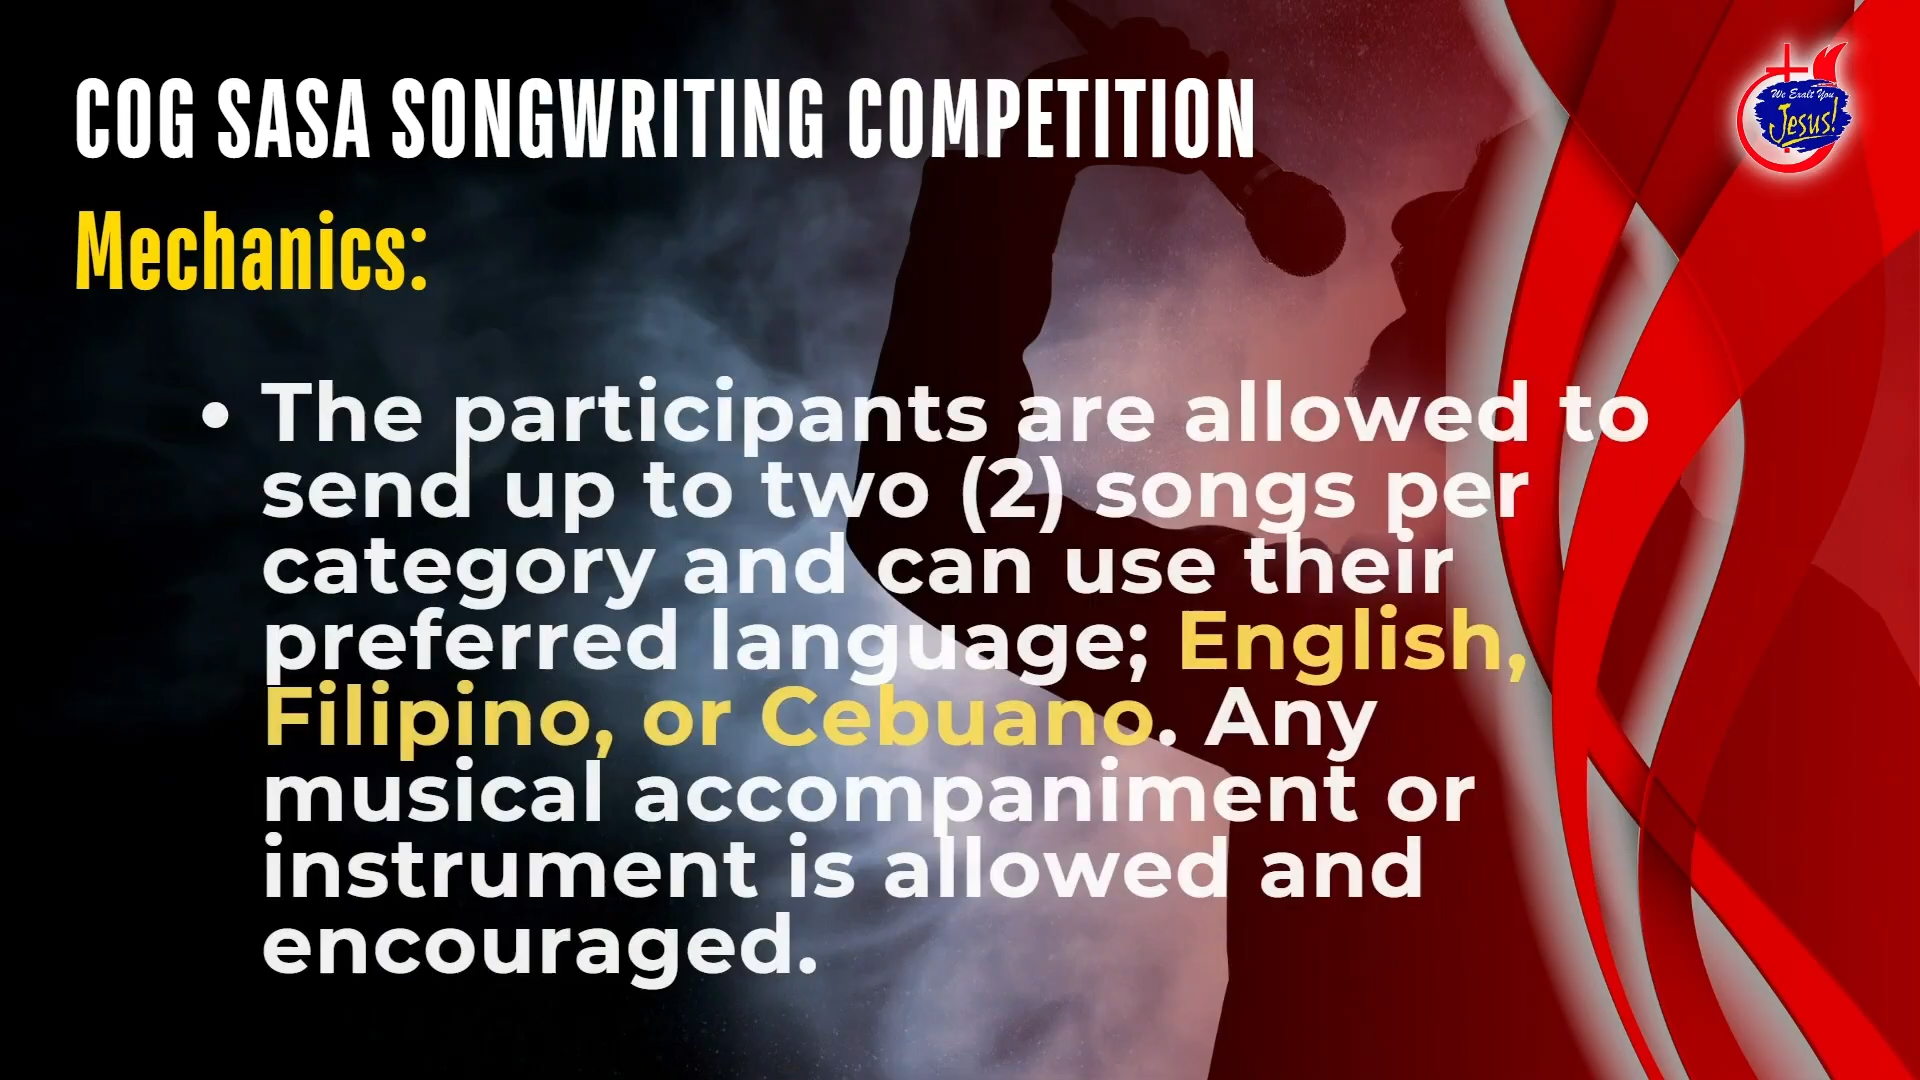 COG SASA SONGWRITING COMPETITION
We Exalt You
Jesus!
Mechanics:
• The participants are allowed to
send up to two (2) songs per
category and can use their
preferred language; English,
Filipino, or Cebuano. Any
musical accompaniment or
instrument is allowed and
encouraged.